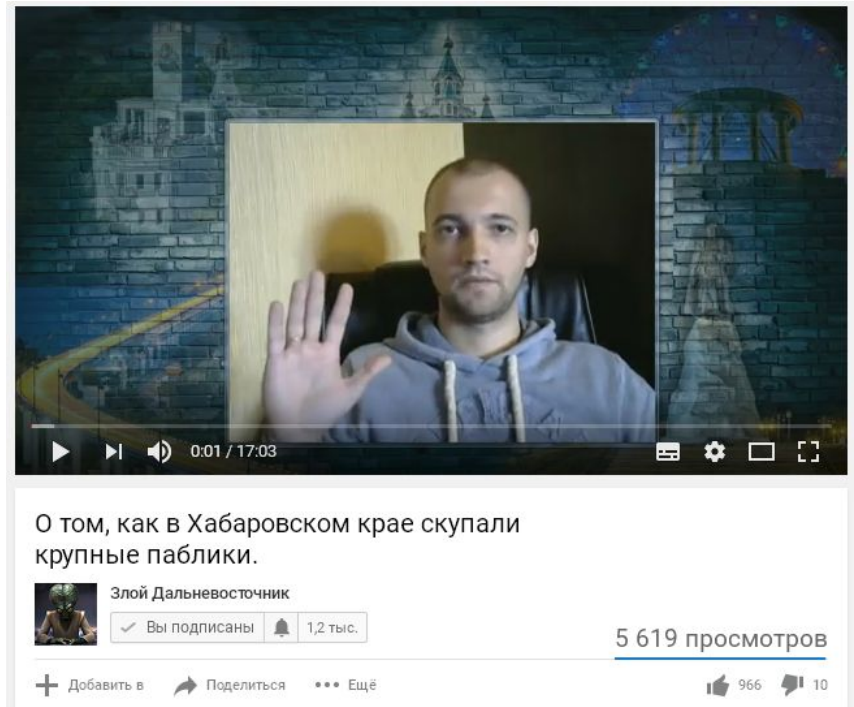 0:01 / 17:03
О том, как в Хабаровском крае скупали
крупные паблики.
Злой Дальневосточник
Вы подписаны 1,2 тыс.
5 619 просмотров
Добавить в Поделиться Ещё 966 10